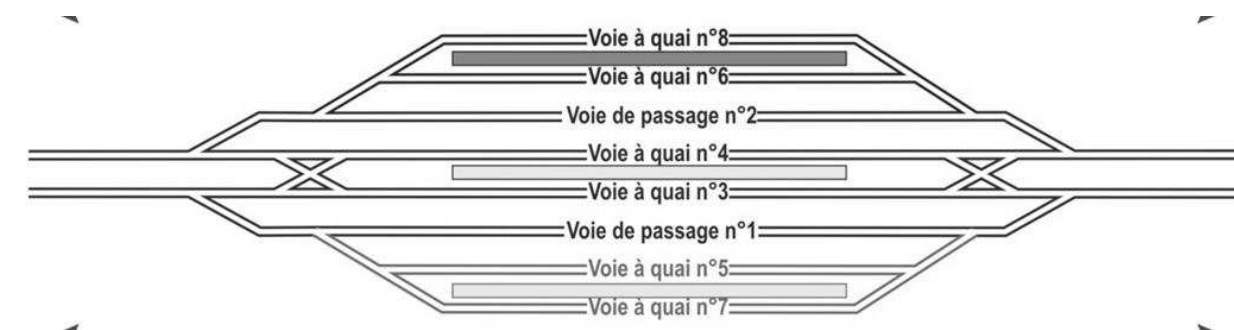 Voie à quai n°8
Voie à quai n°6
Voie de passage n°2
Voie à quai n°4
Voie à quai n°3
Voie de passage n°1
Voie à quai n°5
Voie à quai n°7